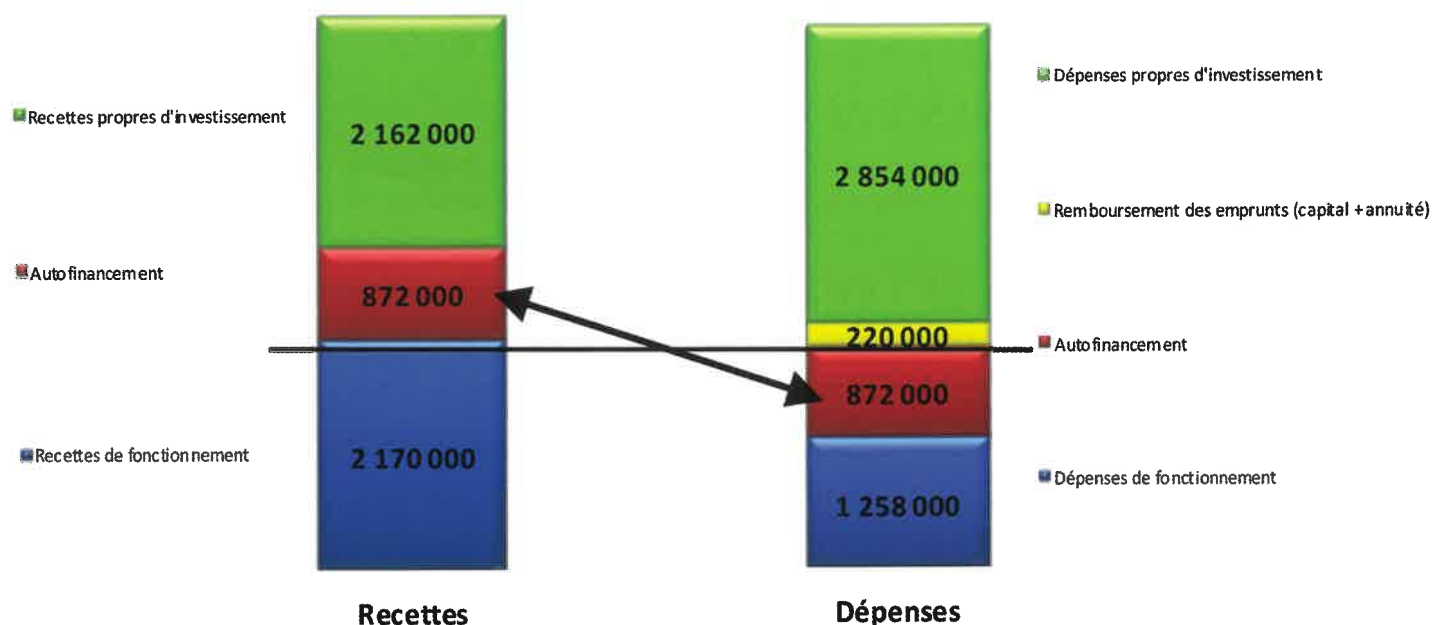 Recettes propres d'investissement
Autofinancement
Recettes de fonctionnement
2 162 000
872 000
2 170 000
Recettes
2 854 000
220 000
872 000
1 258 000
Dépenses
Dépenses propres d'investissement
Remboursement des emprunts (capital + annuité)
Autofinancement
Dépenses de fonctionnement